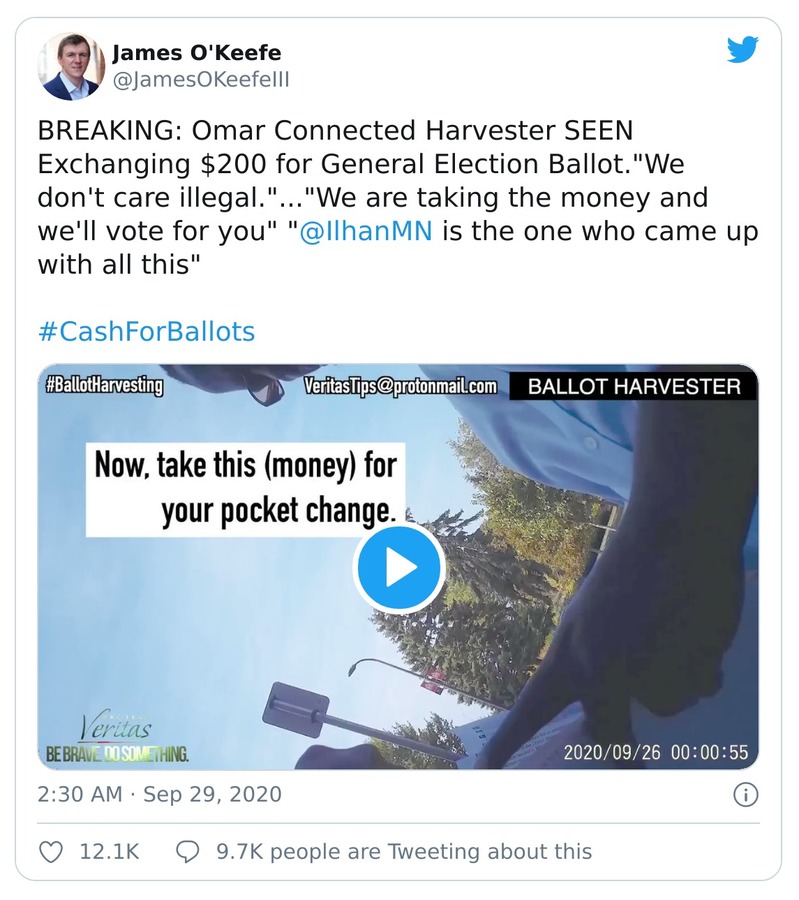 James O'Keefe
@JamesOKeefeIII
BREAKING: Omar Connected Harvester SEEN
Exchanging $200 for General Election Ballot."We
don't care illegal."..."We are taking the money and
we'll vote for you" "@IlhanMN is the one who came up
with all this"
#CashForBallots
#BallotHarvesting
VeritasTips@protonmail.com
BALLOT HARVESTER
Now, take this (money) for
your pocket change.
Veritas
BE BRAVE. DO SOMETHING.
2020/09/26 00:00:55
2:30 AM · Sep 29, 2020
12.1K
9.7K people are Tweeting about this